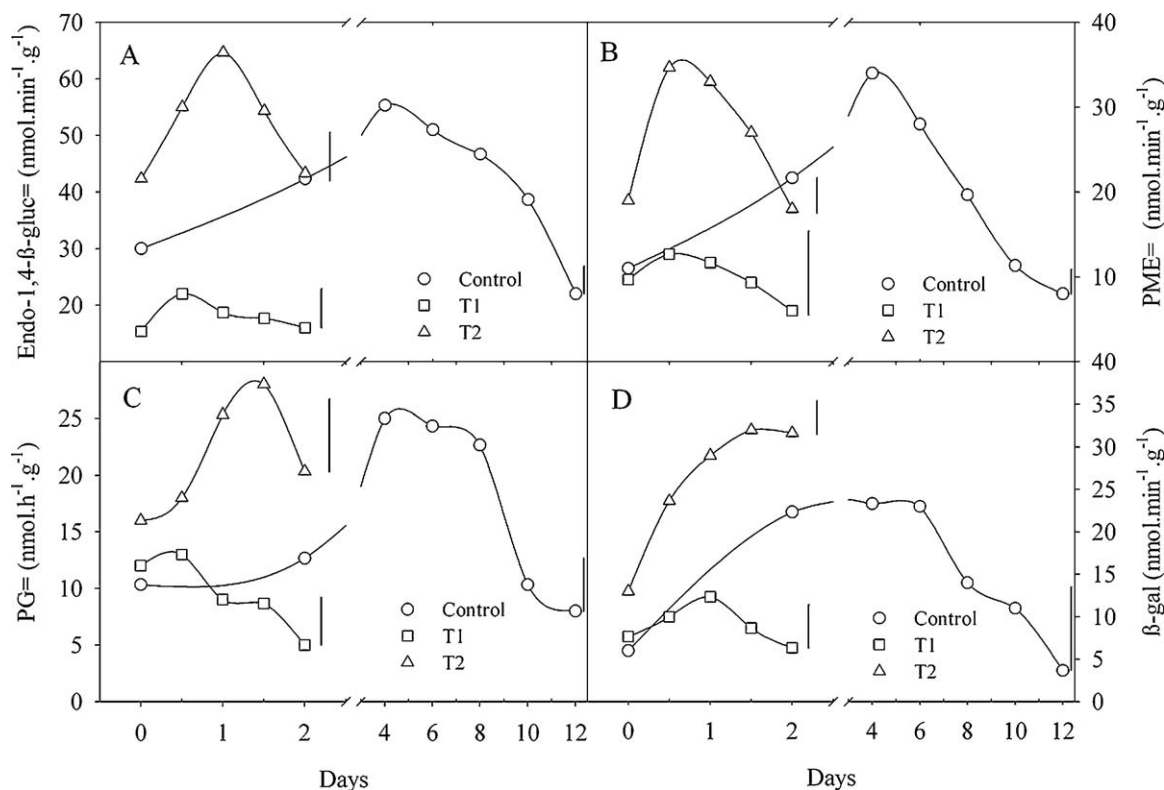 A
Endo-1,4-ß-gluc= (nmol.min⁻¹.g⁻¹)
70
60
50
40
30
20
Control
T1
T2
B
PME= (nmol.min⁻¹.g⁻¹)
40
30
20
10
Control
T1
T2
C
PG= (nmol.h⁻¹.g⁻¹)
25
20
15
10
5
0
Control
T1
T2
0 1 2 4 6 8 10 12
Days
D
ß-gal (nmol.min⁻¹.g⁻¹)
40
35
30
25
20
15
10
5
0
Control
T1
T2
0 1 2 4 6 8 10 12
Days